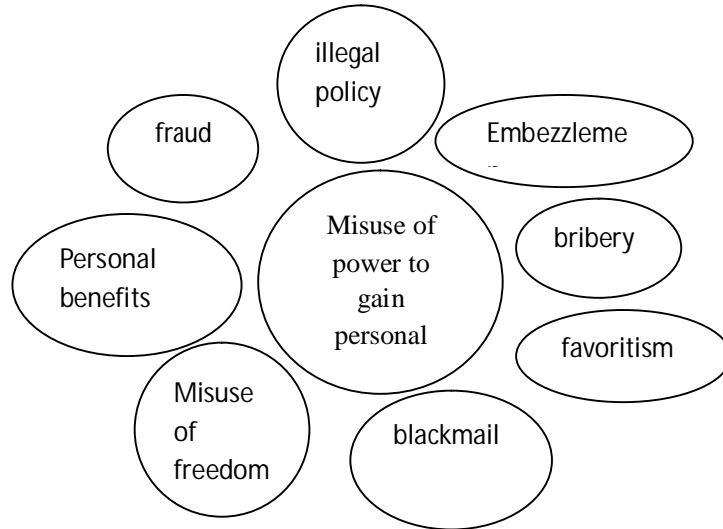 illegal
policy
fraud
Embezzleme
bribery
Personal
benefits
Misuse of
power to
gain
personal
favoritism
Misuse
of
freedom
blackmail